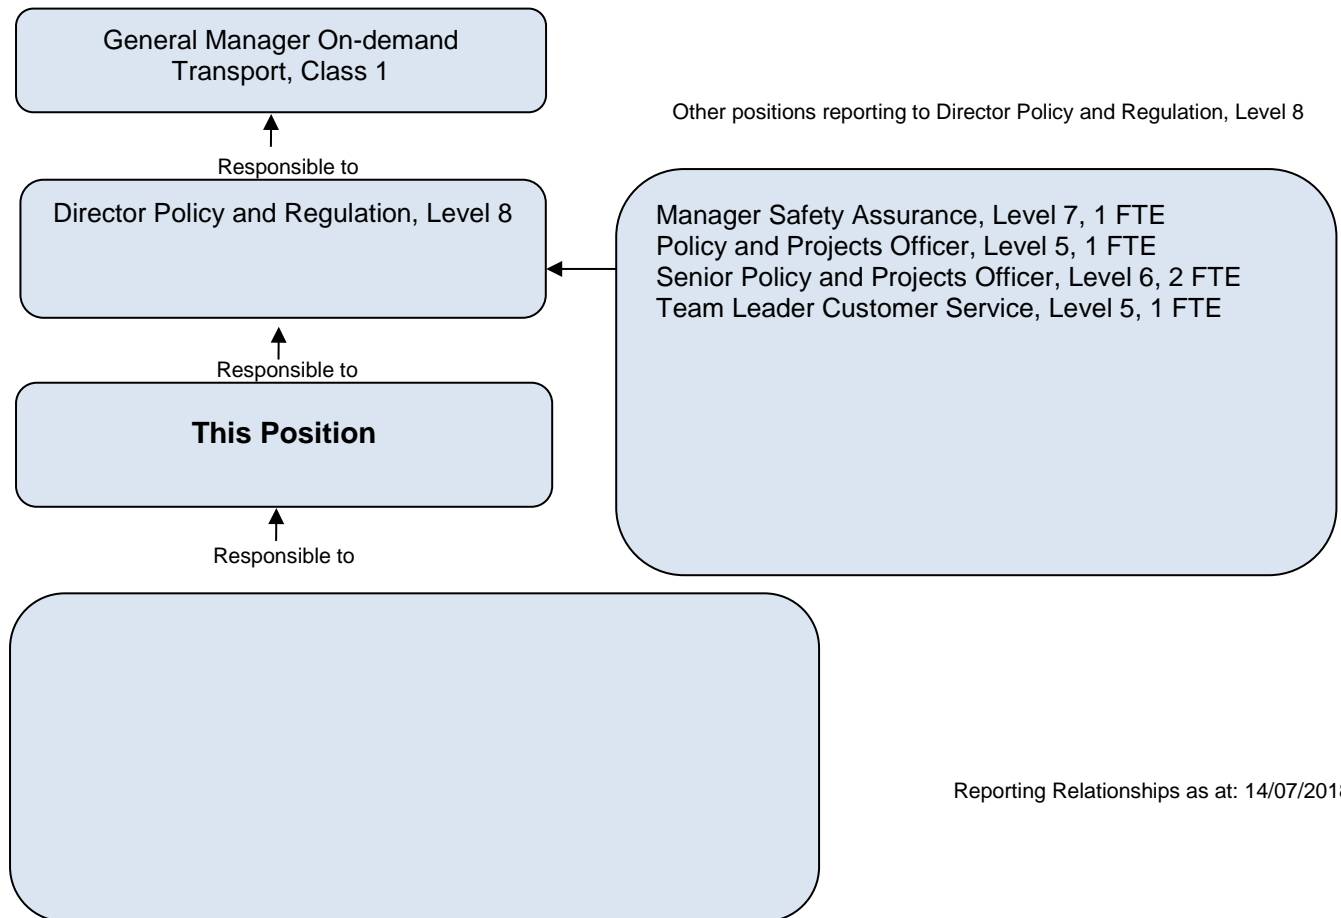 General Manager On-demand
Transport, Class 1
Other positions reporting to Director Policy and Regulation, Level 8
Responsible to
Director Policy and Regulation, Level 8
Manager Safety Assurance, Level 7, 1 FTE
Policy and Projects Officer, Level 5, 1 FTE
Senior Policy and Projects Officer, Level 6, 2 FTE
Team Leader Customer Service, Level 5, 1 FTE
Responsible to
This Position
Responsible to
Reporting Relationships as at: 14/07/2018